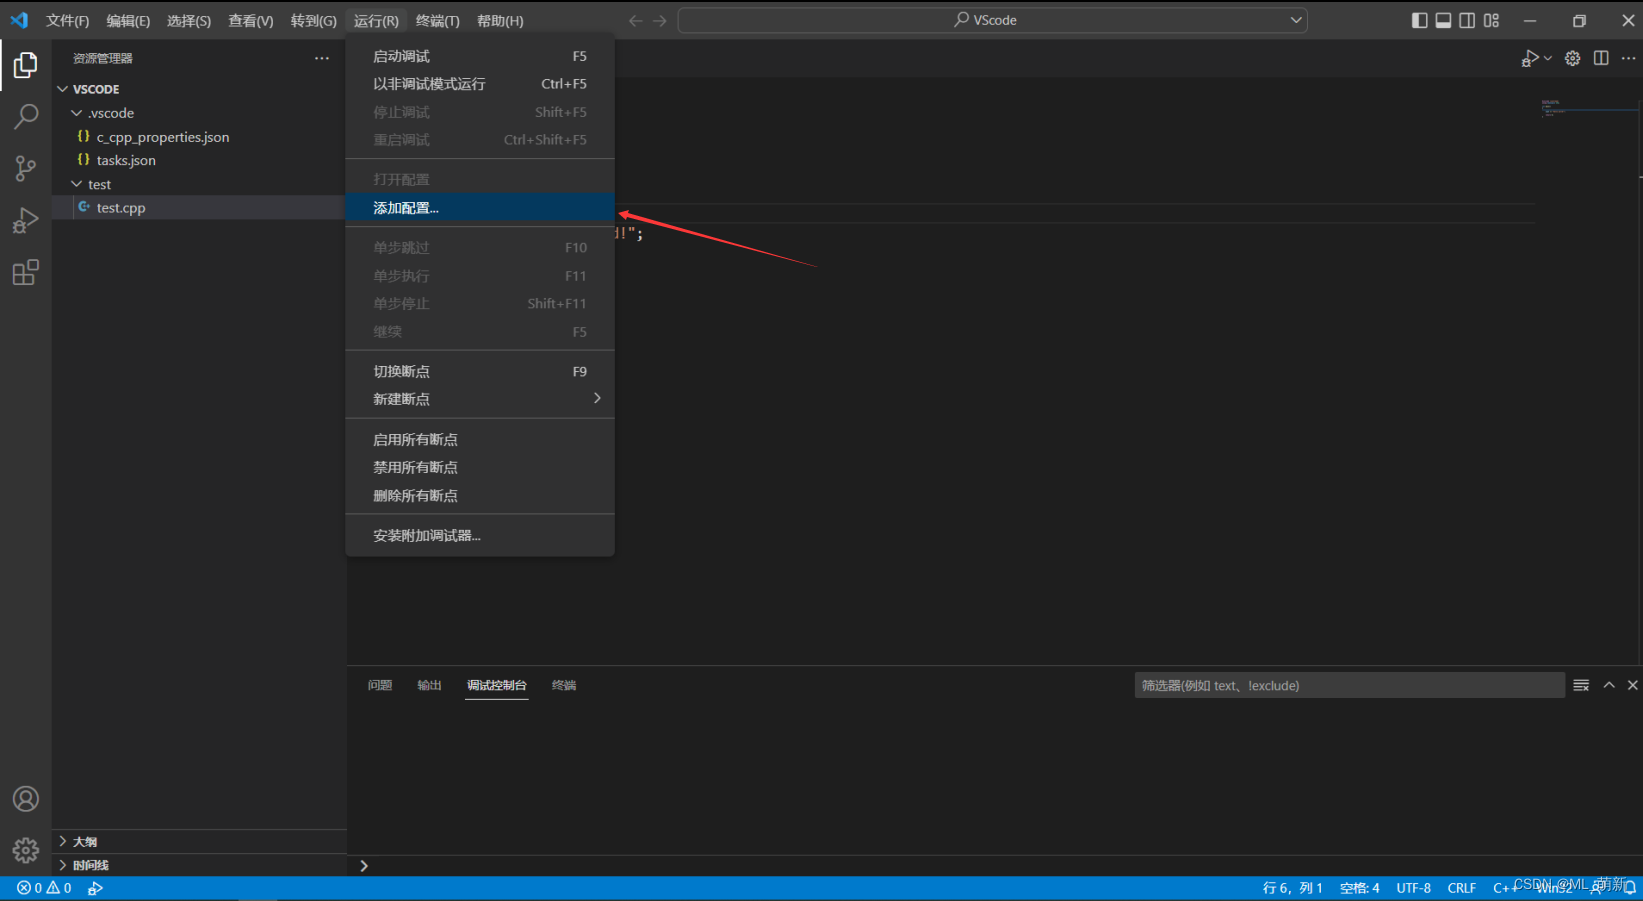 文件(F) 编辑(E) 选择(S) 查看(V) 转到(G) 运行(R) 终端(T) 帮助(H) VScode
资源管理器
VSCODE
.vscode
{} c_cpp_properties.json
{} tasks.json
test
test.cpp
启动调试 F5
以非调试模式运行 Ctrl+F5
停止调试 Shift+F5
重启调试 Ctrl+Shift+F5
打开配置
添加配置...
单步跳过 F10
单步执行 F11
单步停止 Shift+F11
继续 F5
切换断点 F9
新建断点
启用所有断点
禁用所有断点
删除所有断点
安装附加调试器...
d!";
问题 输出 调试控制台 终端 筛选器(例如 text、!exclude)
大纲
时间线
0 0 行 6，列 1 空格: 4 UTF-8 CRLF C++ Win32
CSDN @ML_萌新